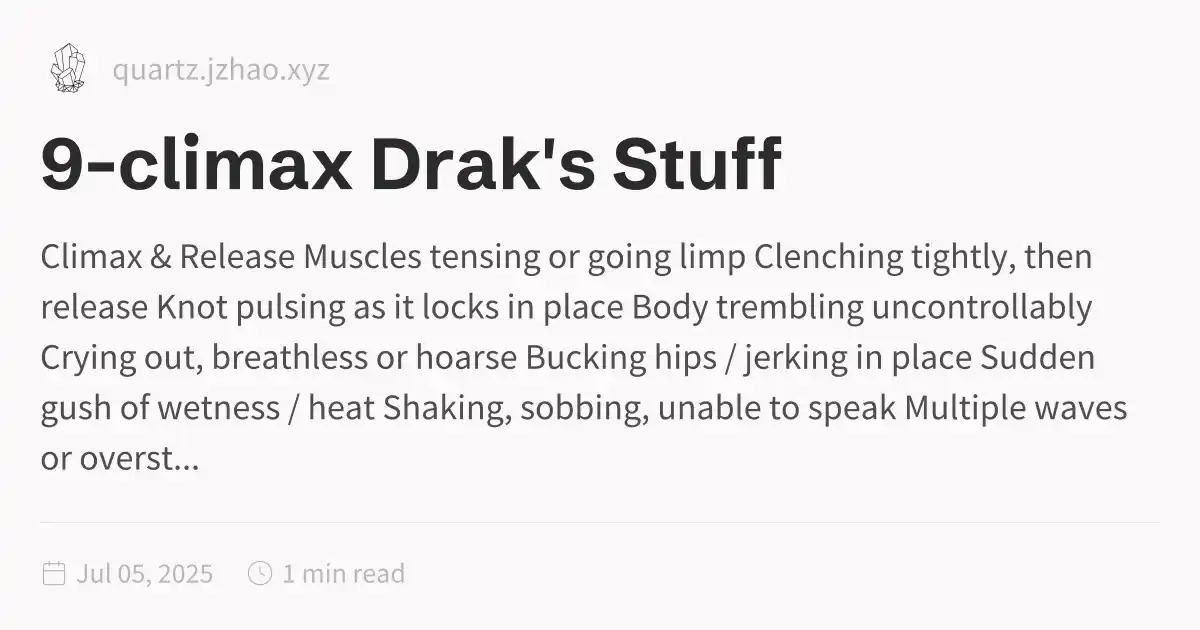 quartz.jzhao.xyz
9-climax Drak's Stuff
Climax & Release Muscles tensing or going limp Clenching tightly, then
release Knot pulsing as it locks in place Body trembling uncontrollably
Crying out, breathless or hoarse Bucking hips / jerking in place Sudden
gush of wetness / heat Shaking, sobbing, unable to speak Multiple waves
or overst...
Jul 05, 2025 1 min read